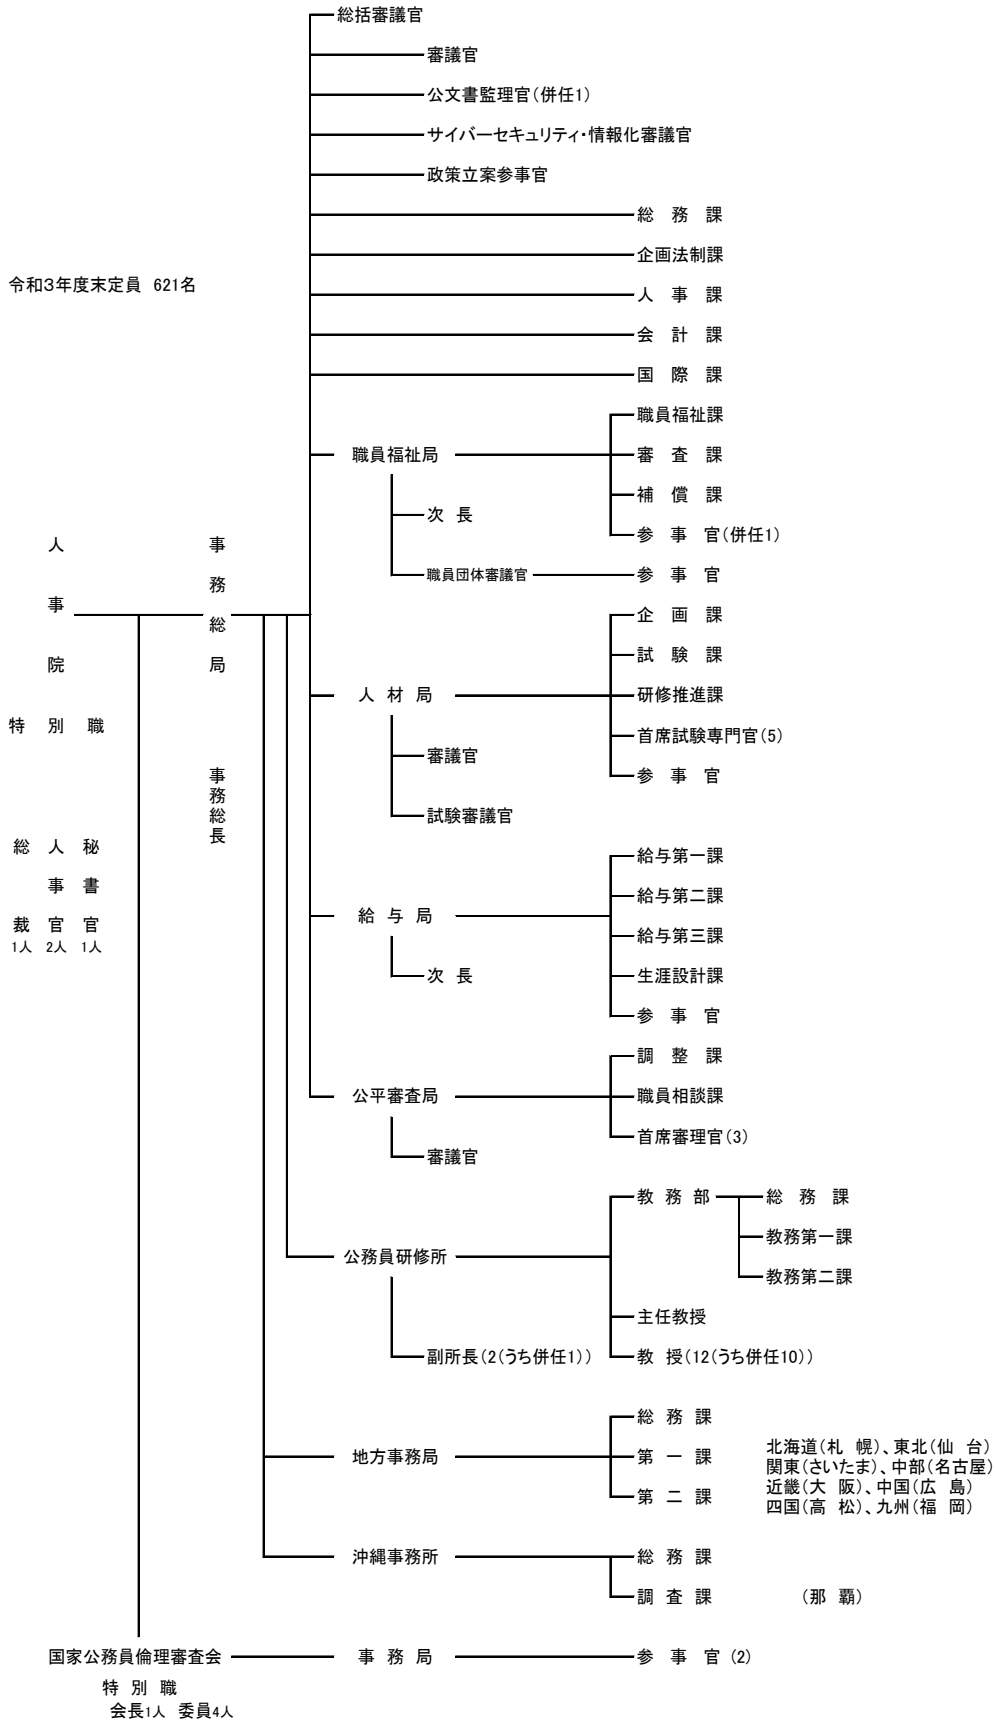 総括審議官
審議官
公文書監理官(併任1)
サイバーセキュリティ・情報化審議官
政策立案参事官
総務課
企画法制課
令和3年度末定員 621名
人事課
会計課
国際課
職員福祉課
職員福祉局 審査課
補償課
次長
参事官(併任1)
職員団体審議官 参事官
人事院
事務総局
企画課
試験課
人材局 研修推進課
特別職
首席試験専門官(5)
審議官
参事官
事務総長
試験審議官
総裁 1人
人事官 2人
秘書官 1人
給与第一課
給与第二課
給与局
給与第三課
次長 生涯設計課
参事官
調整課
公平審査局 職員相談課
首席審理官(3)
審議官
教務部 総務課
教務第一課
公務員研修所
教務第二課
主任教授
副所長(2(うち併任1)) 教授(12(うち併任10))
総務課
地方事務局 第一課
第二課
北海道(札幌)、東北(仙台)
関東(さいたま)、中部(名古屋)
近畿(大阪)、中国(広島)
四国(高松)、九州(福岡)
沖縄事務所 総務課
調査課 (那覇)
国家公務員倫理審査会 事務局 参事官(2)
特別職
会長1人 委員4人